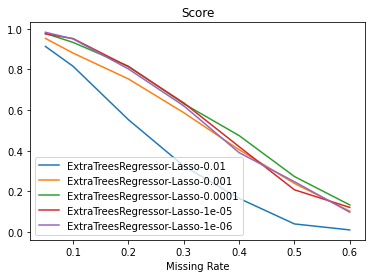 Score
1.0
0.8
0.6
0.4
0.2
0.0
ExtraTreesRegressor-Lasso-0.01
ExtraTreesRegressor-Lasso-0.001
ExtraTreesRegressor-Lasso-0.0001
ExtraTreesRegressor-Lasso-1e-05
ExtraTreesRegressor-Lasso-1e-06
0.1 0.2 0.3 0.4 0.5 0.6
Missing Rate